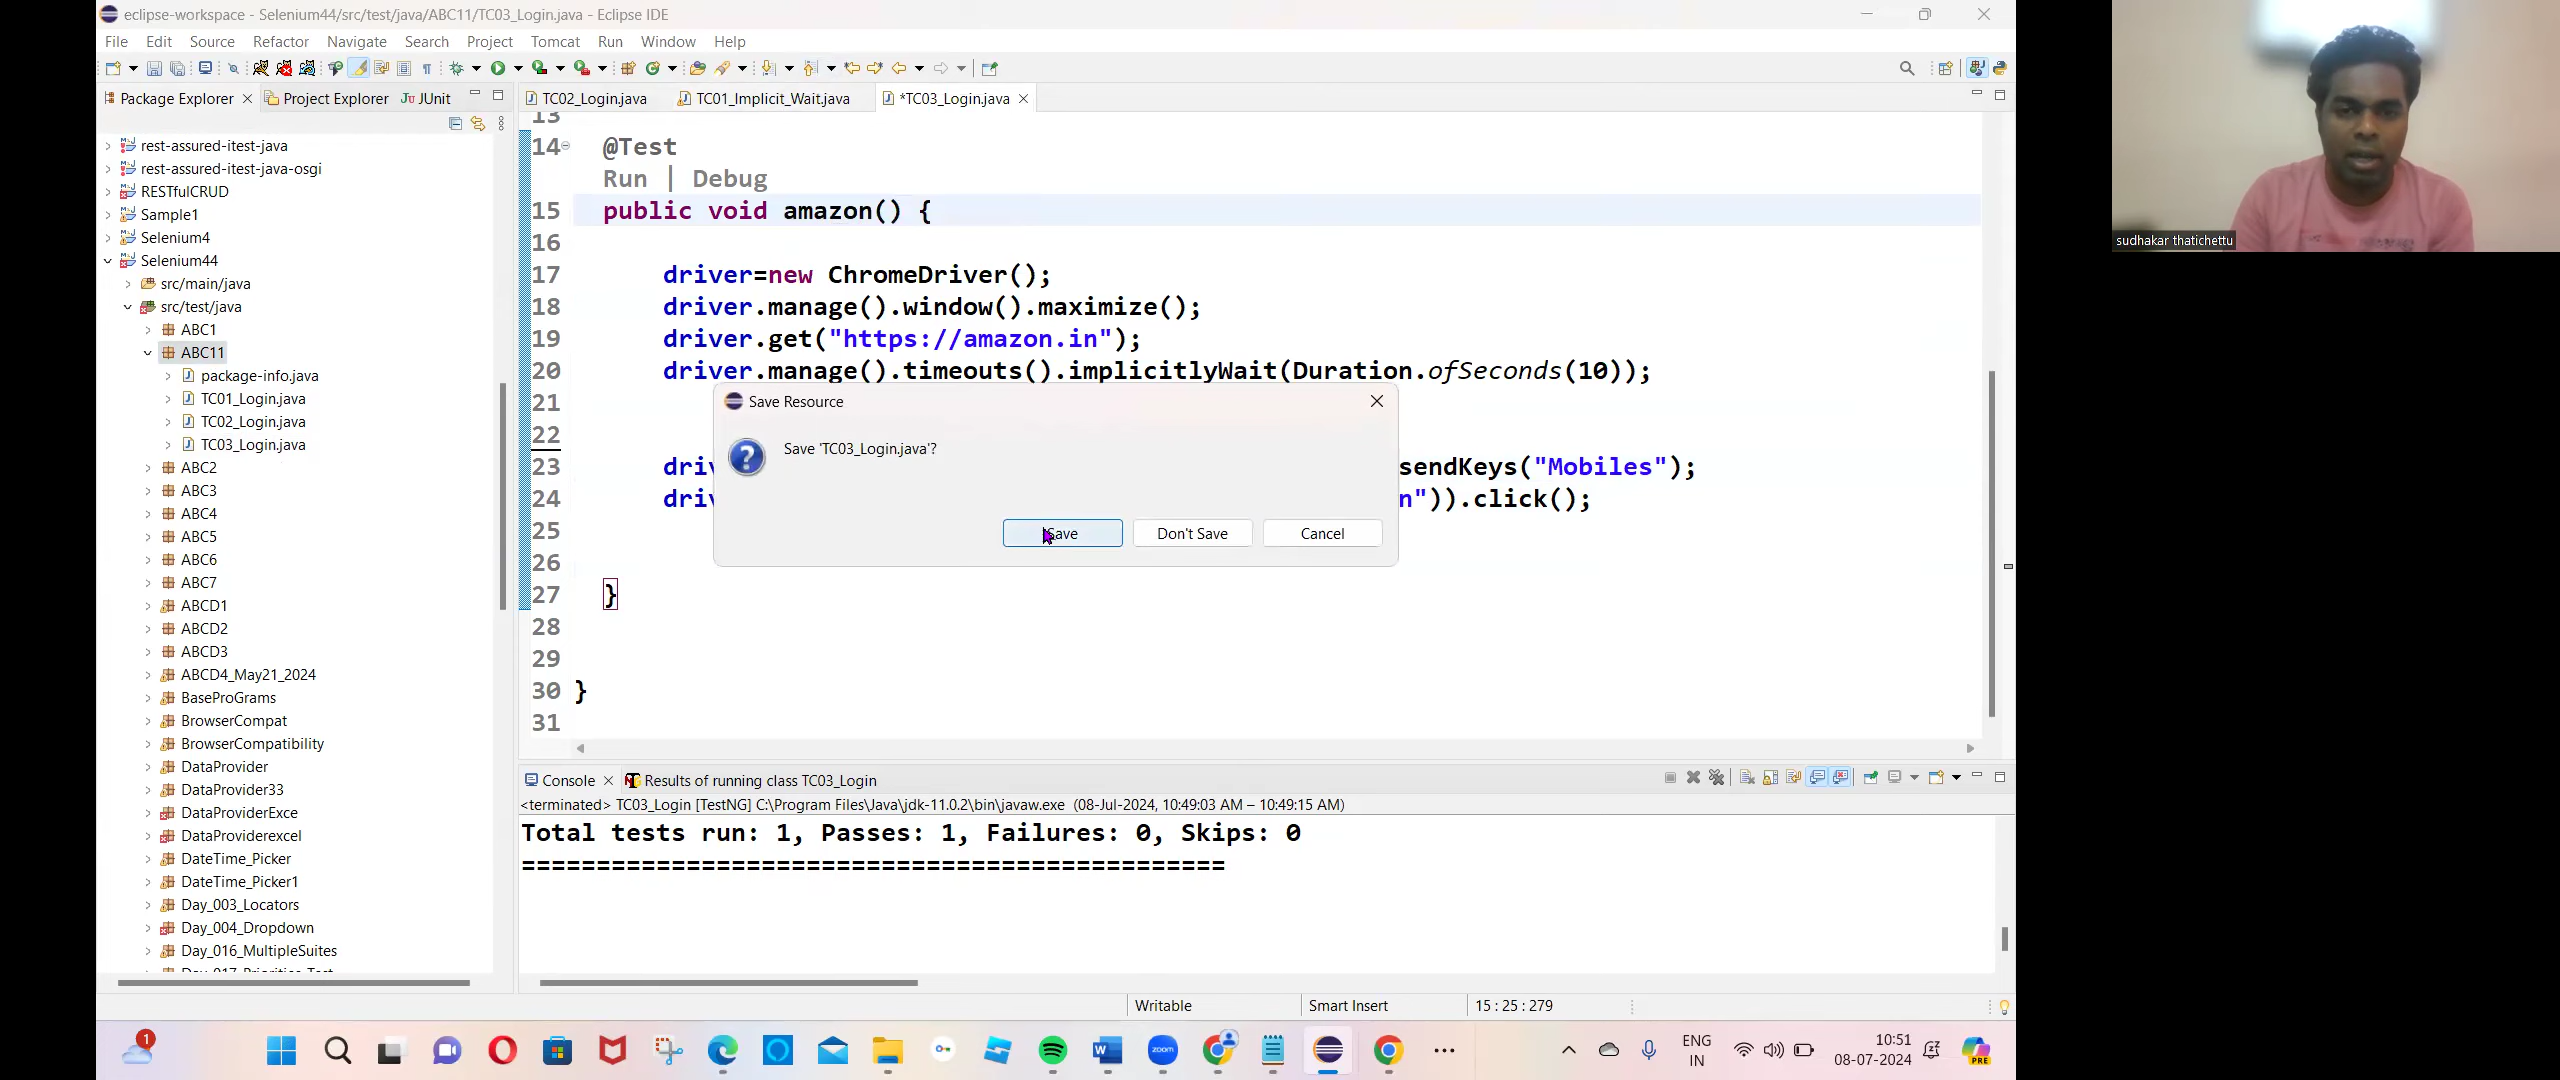 eclipse-workspace - Selenium44/src/test/java/ABC11/TC03_Login.java - Eclipse IDE
File Edit Source Refactor Navigate Search Project Tomcat Run Window Help
Package Explorer Project Explorer JUnit
TC02_Login.java TC01_Implicit_Wait.java *TC03_Login.java
rest-assured-itest-java
rest-assured-itest-java-osgi
RESTfulCRUD
Sample1
Selenium4
Selenium44
src/main/java
src/test/java
ABC1
ABC11
package-info.java
TC01_Login.java
TC02_Login.java
TC03_Login.java
ABC2
ABC3
ABC4
ABC5
ABC6
ABC7
ABCD1
ABCD2
ABCD3
ABCD4_May21_2024
BaseProGrams
BrowserCompat
BrowserCompatibility
DataProvider
DataProvider33
DataProviderExce
DataProviderexcel
DateTime_Picker
DateTime_Picker1
Day_003_Locators
Day_004_Dropdown
Day_016_MultipleSuites
Day_017_Priorities_Test
13
14 @Test
Run | Debug
15 public void amazon() {
16
17 driver=new ChromeDriver();
18 driver.manage().window().maximize();
19 driver.get("https://amazon.in");
20 driver.manage().timeouts().implicitlyWait(Duration.ofSeconds(10));
21
22
23 driv sendKeys("Mobiles");
24 driv n")).click();
25
26
27 }
28
29
30 }
31
Save Resource
Save 'TC03_Login.java'?
Save Don't Save Cancel
Console Results of running class TC03_Login
<terminated> TC03_Login [TestNG] C:\Program Files\Java\jdk-11.0.2\bin\javaw.exe (08-Jul-2024, 10:49:03 AM – 10:49:15 AM)
Total tests run: 1, Passes: 1, Failures: 0, Skips: 0
===============================================
Writable Smart Insert 15 : 25 : 279
1
zoom
ENG
IN
10:51
08-07-2024
PRE
sudhakar thatichettu